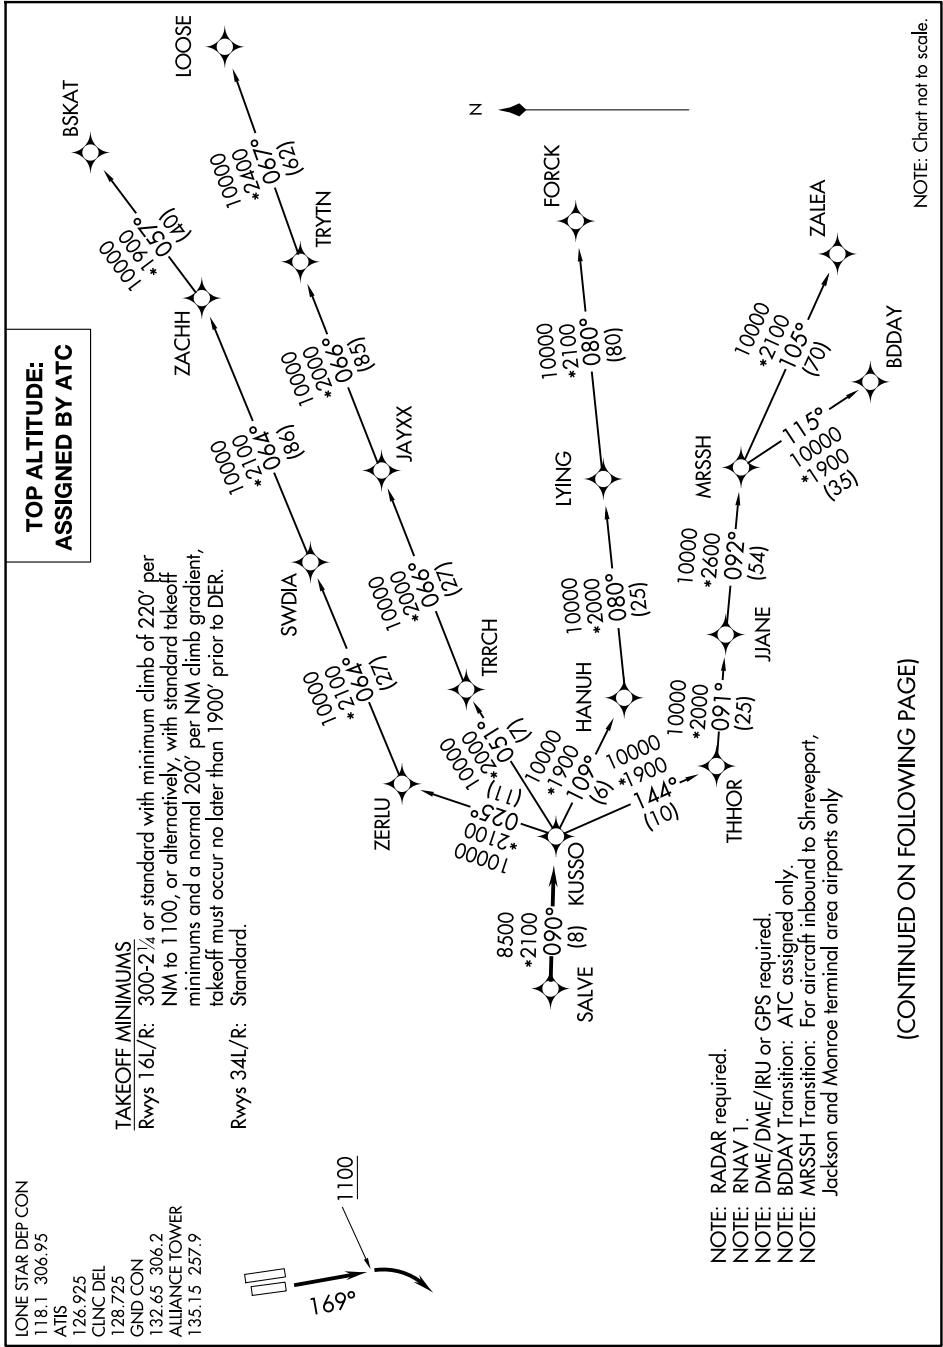 LONE STAR DEP CON
118.1 306.95
ATIS
126.925
CLNC DEL
128.725
GND CON
132.65 306.2
ALLIANCE TOWER
135.15 257.9
TAKEOFF MINIMUMS
Rwys 16L/R: 300-2¼ or standard with minimum climb of 220' per
NM to 1100, or alternatively, with standard takeoff
minimums and a normal 200' per NM climb gradient,
takeoff must occur no later than 1900' prior to DER.
Rwys 34L/R: Standard.
TOP ALTITUDE:
ASSIGNED BY ATC
BSKAT
10000
*1900
057°
(40)
ZACHH
10000
*2100
064°
(86)
SWDIA
10000
*2100
064°
(27)
ZERLU
10000
*2100
025°
(11)
LOOSE
10000
*2400
067°
(62)
TRYTN
10000
*2000
066°
(85)
JAYXX
10000
*2000
066°
(27)
TRRCH
10000
*2000
051°
(7)
N
1100
169°
SALVE
8500
*2100
090°
(8)
KUSSO
10000
*1900
109°
(6)
HANUH
10000
*2000
080°
(25)
LYING
10000
*2100
080°
(80)
FORCK
10000
*1900
144°
(10)
THHOR
10000
*2000
091°
(25)
JJANE
10000
*2600
092°
(54)
MRSSH
10000
*2100
105°
(70)
ZALEA
115°
10000
*1900
(35)
BDDAY
NOTE: RADAR required.
NOTE: RNAV 1.
NOTE: DME/DME/IRU or GPS required.
NOTE: BDDAY Transition: ATC assigned only.
NOTE: MRSSH Transition: For aircraft inbound to Shreveport,
Jackson and Monroe terminal area airports only
(CONTINUED ON FOLLOWING PAGE)
NOTE: Chart not to scale.